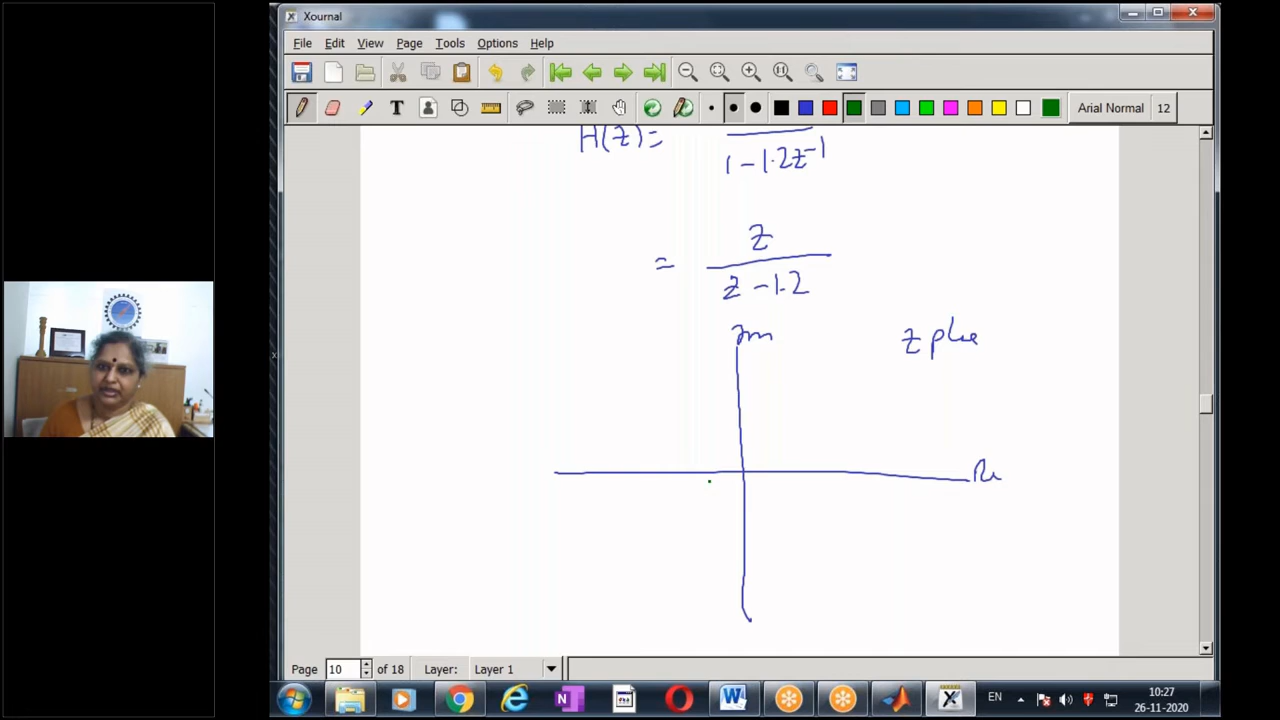 Xournal
File Edit View Page Tools Options Help
Arial Normal 12
H(Z)=
1 - 1.2z⁻¹
= z
z - 1.2
Im
z plane
Re
Page 10 of 18 Layer: Layer 1
EN
10:27
26-11-2020